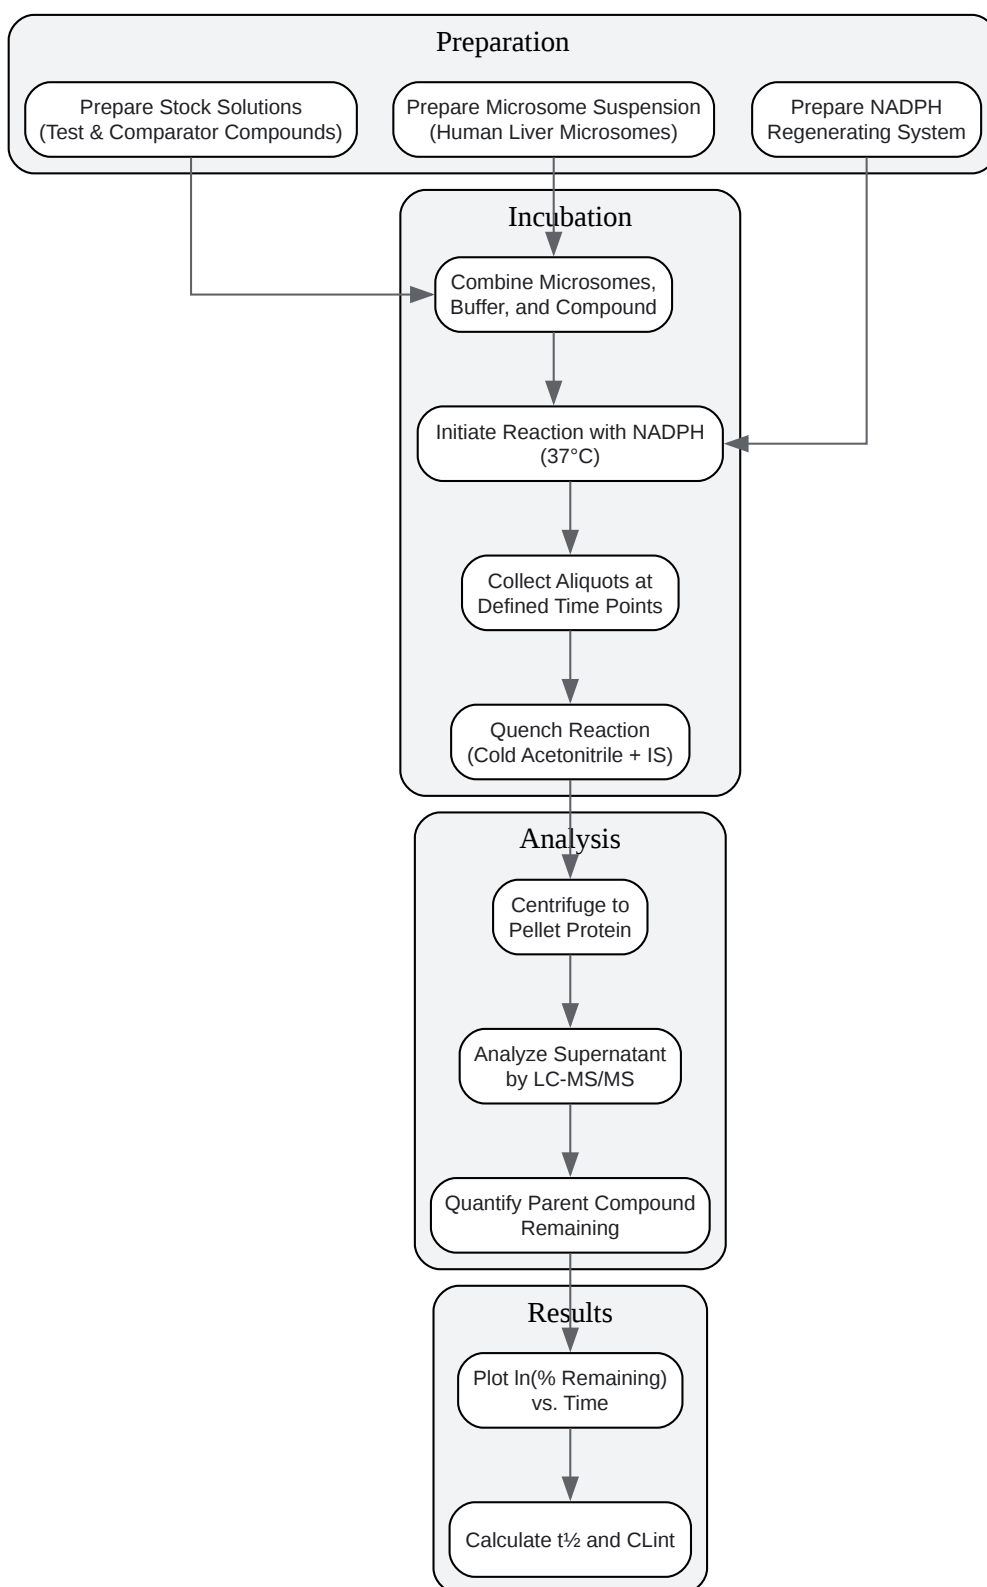 Preparation
Prepare Stock Solutions
(Test & Comparator Compounds)
Prepare Microsome Suspension
(Human Liver Microsomes)
Prepare NADPH
Regenerating System
Incubation
Combine Microsomes,
Buffer, and Compound
Initiate Reaction with NADPH
(37°C)
Collect Aliquots at
Defined Time Points
Quench Reaction
(Cold Acetonitrile + IS)
Analysis
Centrifuge to
Pellet Protein
Analyze Supernatant
by LC-MS/MS
Quantify Parent Compound
Remaining
Results
Plot ln(% Remaining)
vs. Time
Calculate t½ and CLint